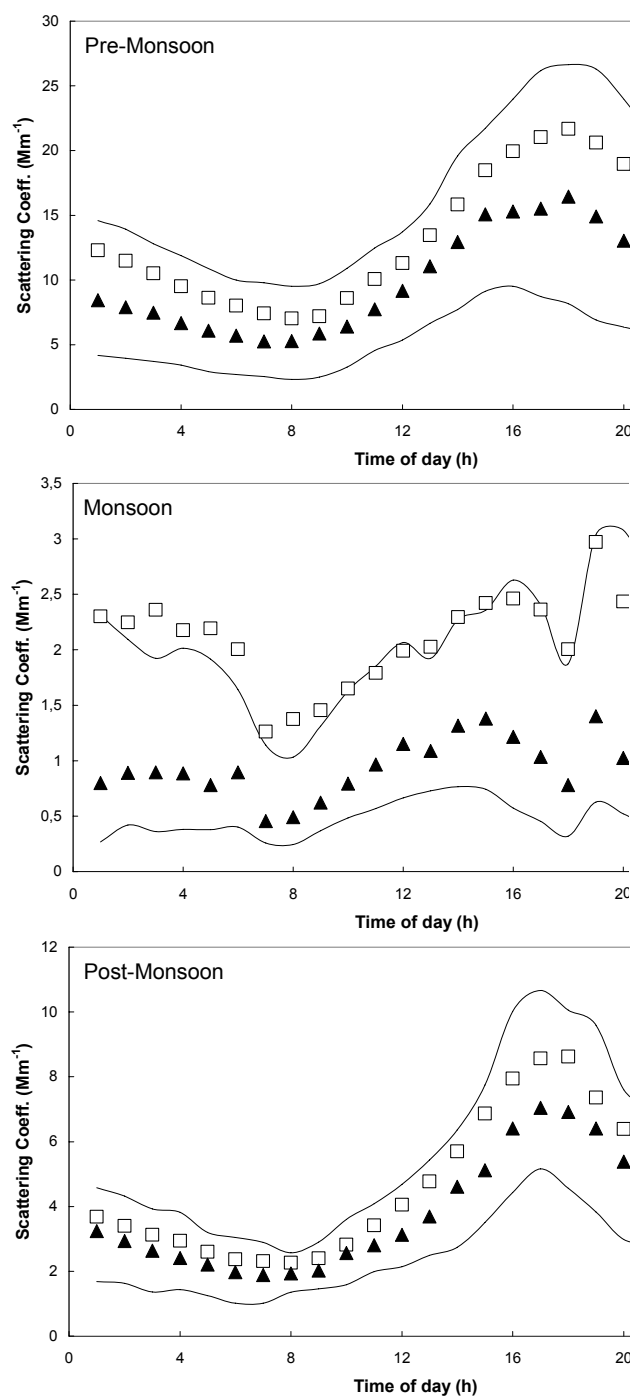 30
Pre-Monsoon
25
20
15
10
5
0
Scattering Coeff. (Mm-1)
0 4 8 12 16 20
Time of day (h)
3,5
Monsoon
3
2,5
2
1,5
1
0,5
0
Scattering Coeff. (Mm-1)
0 4 8 12 16 20
Time of day (h)
12
Post-Monsoon
10
8
6
4
2
0
Scattering Coeff. (Mm-1)
0 4 8 12 16 20
Time of day (h)